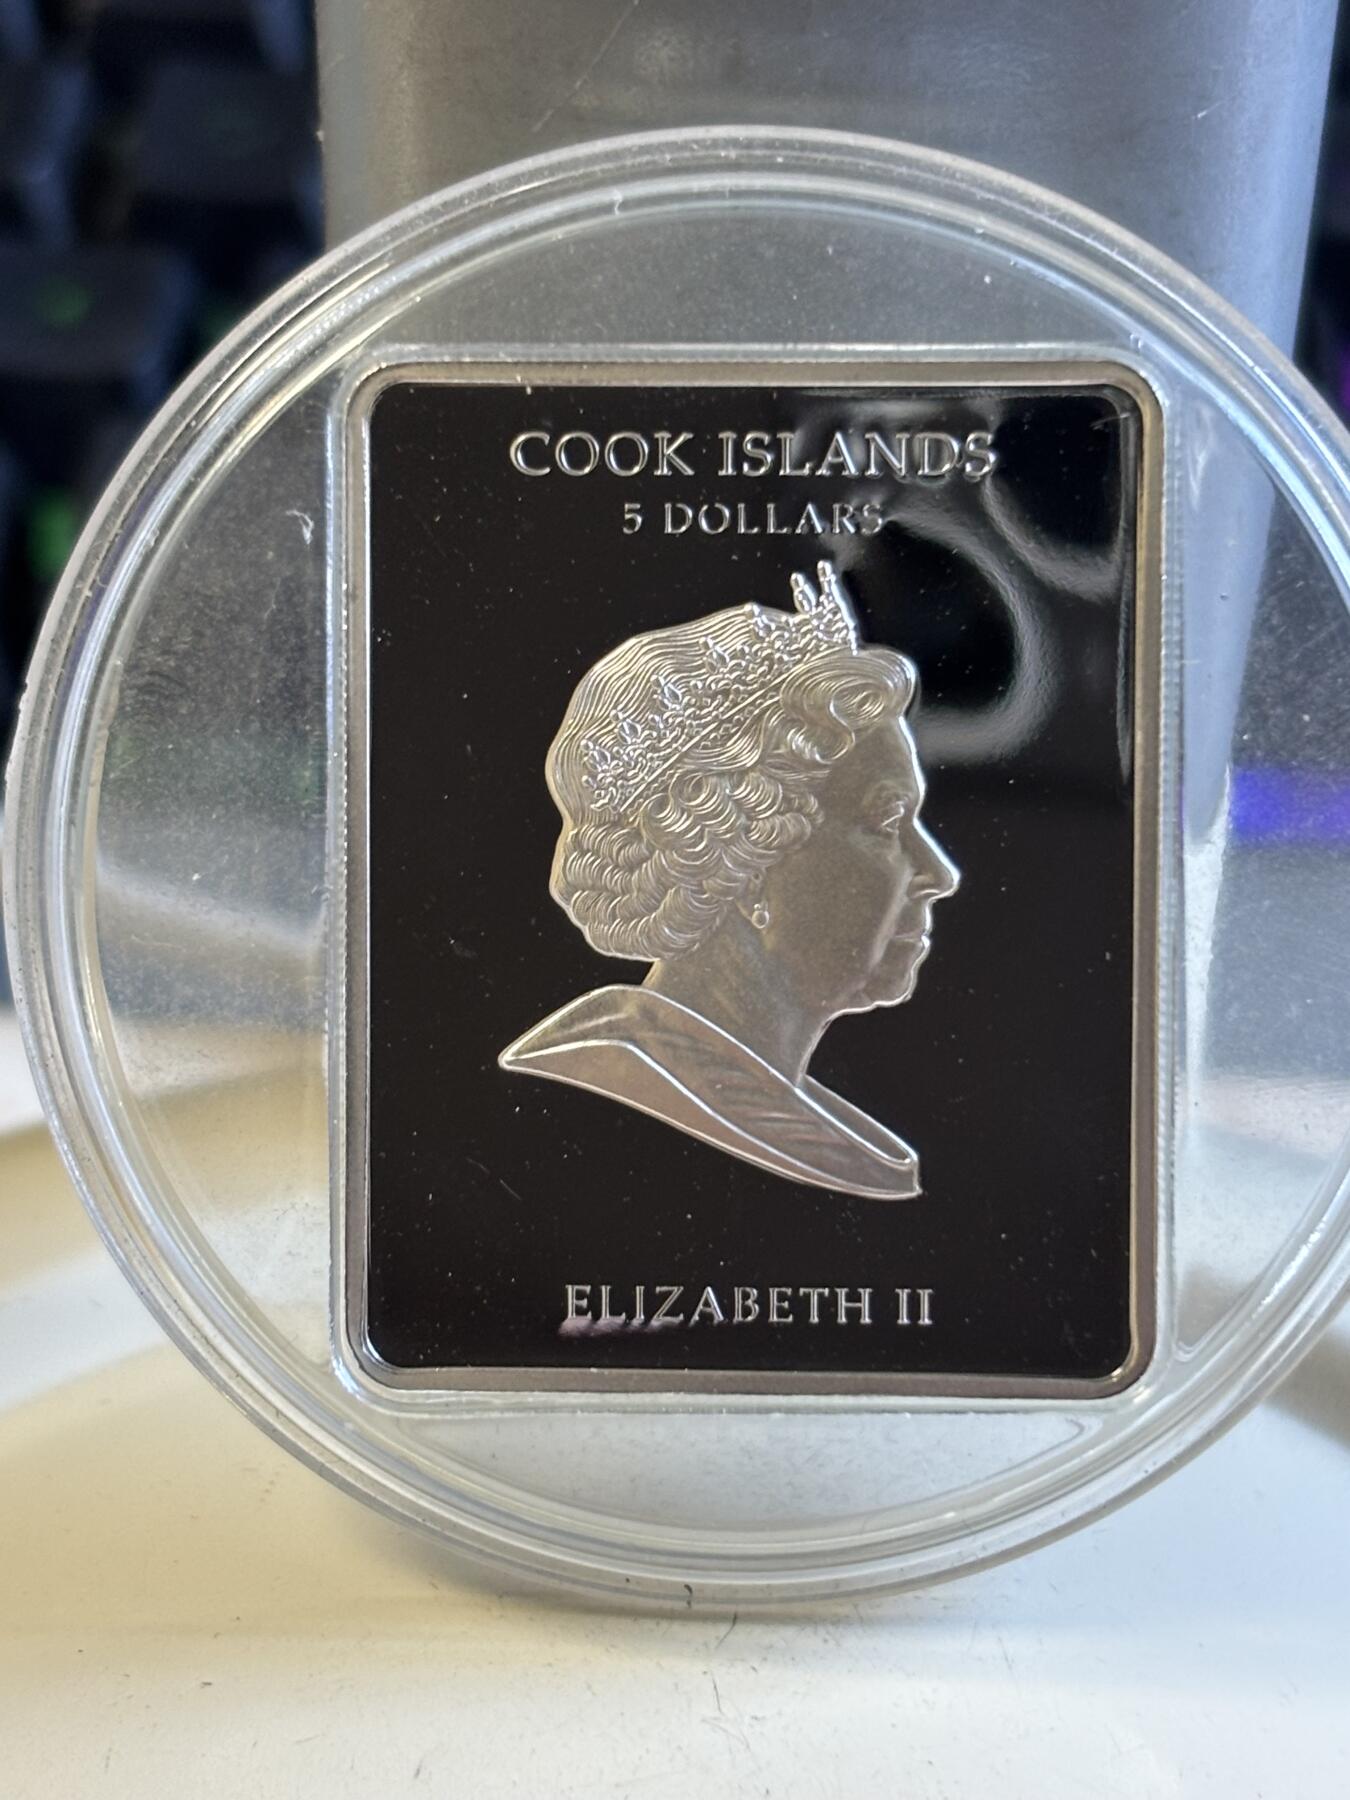 COOK ISLANDS
5 DOLLARS
ELIZABETH II